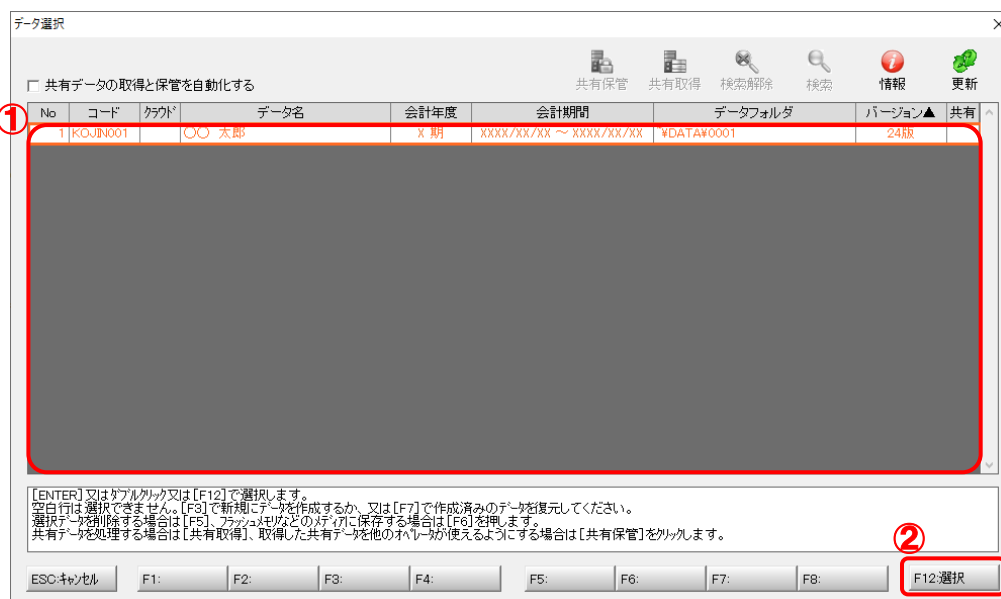 データ選択
共有データの取得と保管を自動化する
共有保管 共有取得 検索解除 検索 情報 更新
①
No コード クラウド データ名 会計年度 会計期間 データフォルダ バージョン▲ 共有
1 KOJIN001 〇〇 太郎 X 期 XXXX/XX/XX ~ XXXX/XX/XX ¥DATA¥0001 24版
[ENTER]又はダブルクリック又は[F12]で選択します。
空白行は選択できません。[F3]で新規にデータを作成するか、又は[F7]で作成済みのデータを復元してください。
選択データを削除する場合は[F5]、フラッシュメモリなどのメディアに保存する場合は[F6]を押します。
共有データを処理する場合は[共有取得]、取得した共有データを他のオペレータが使えるようにする場合は[共有保管]をクリックします。
②
ESC:キャンセル F1: F2: F3: F4: F5: F6: F7: F8: F12:選択